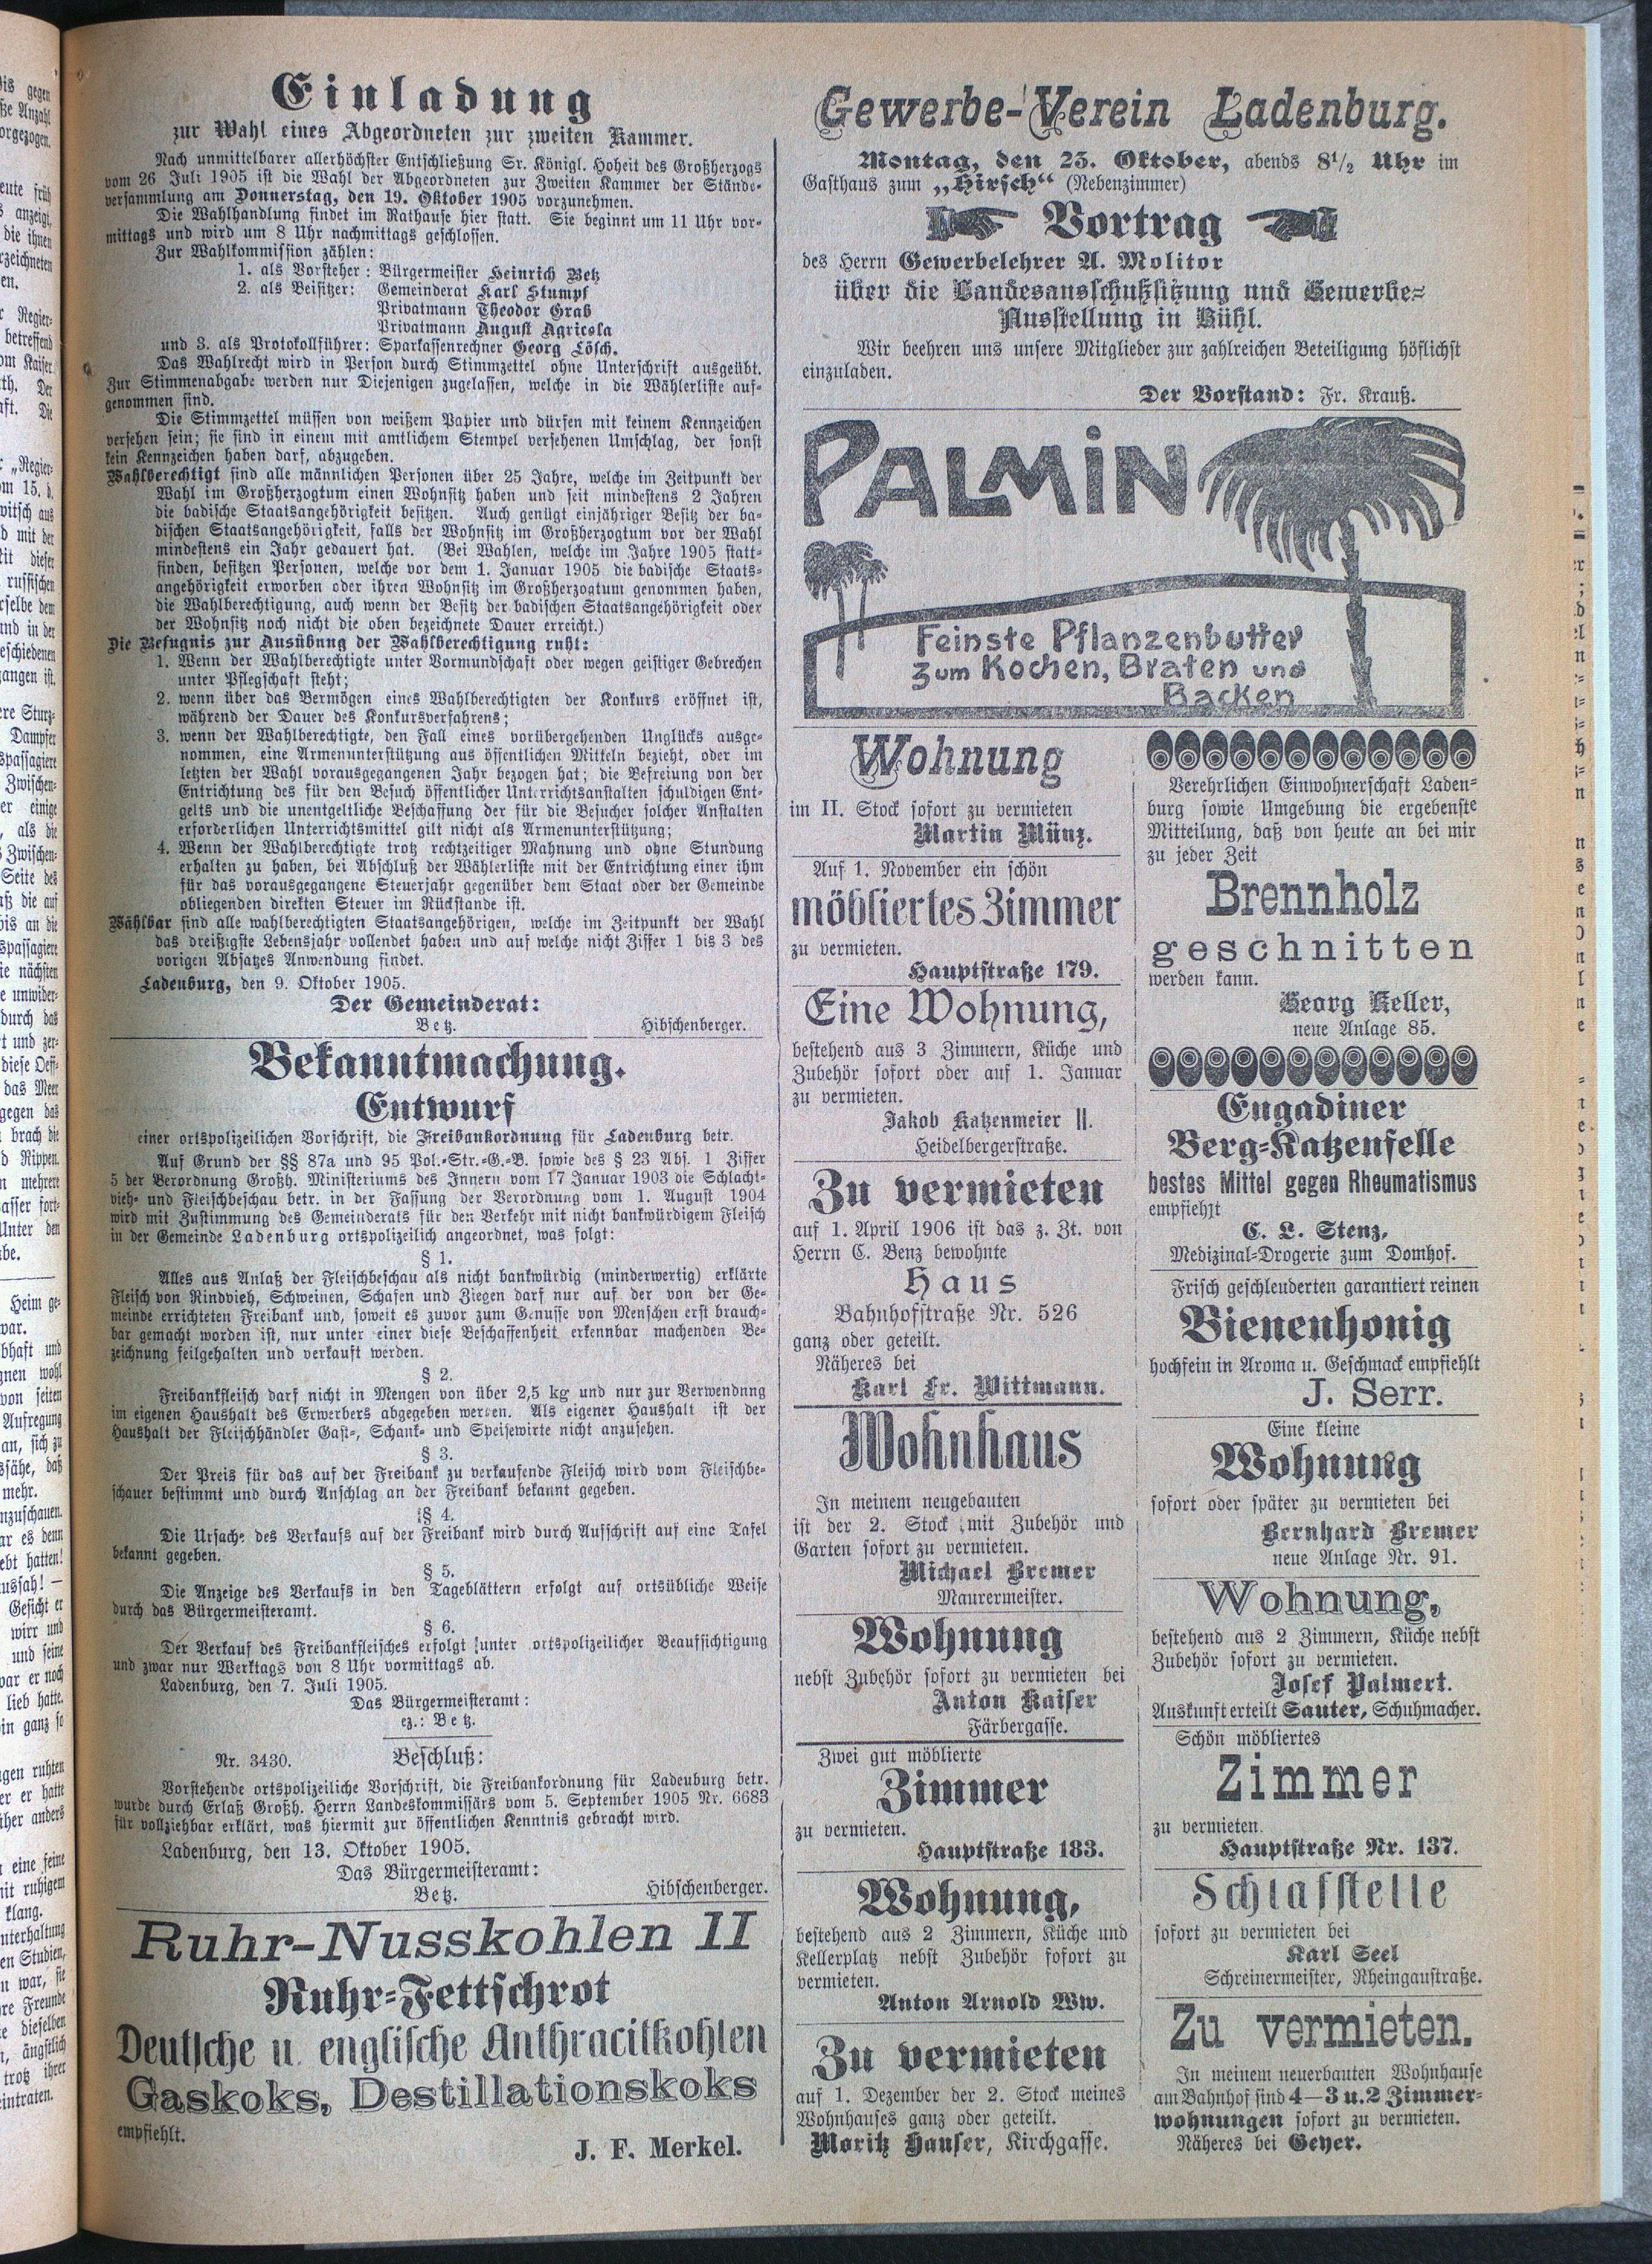 Einladung
zur Wahl eines Abgeordneten zur zweiten Kammer.
Nach unmittelbarer allerhöchster Entschließung Sr. Königl. Hoheit des Großherzogs
vom 26 Juli 1905 ist die Wahl der Abgeordneten zur Zweiten Kammer der Stände-
versammlung am Donnerstag, den 19. Oktober 1905 vorzunehmen.
Die Wahlhandlung findet im Rathause hier statt. Sie beginnt um 11 Uhr vor-
mittags und wird um 8 Uhr nachmittags geschlossen.
Zur Wahlkommission zählen:
1. als Vorsteher: Bürgermeister Heinrich Betz
2. als Beisitzer: Gemeinderat Karl Stumpf
Privatmann Theodor Grab
Privatmann August Agricola
und 3. als Protokollführer: Sparkassenrechner Georg Lösch.
Das Wahlrecht wird in Person durch Stimmzettel ohne Unterschrift ausgeübt.
Zur Stimmenabgabe werden nur Diejenigen zugelassen, welche in die Wählerliste auf-
genommen sind.
Die Stimmzettel müssen von weißem Papier und dürfen mit keinem Kennzeichen
versehen sein; sie sind in einem mit amtlichem Stempel versehenen Umschlag, der sonst
kein Kennzeichen haben darf, abzugeben.
Wahlberechtigt sind alle männlichen Personen über 25 Jahre, welche im Zeitpunkt der
Wahl im Großherzogtum einen Wohnsitz haben und seit mindestens 2 Jahren
die badische Staatsangehörigkeit besitzen. Auch genügt einjähriger Besitz der ba-
dischen Staatsangehörigkeit, falls der Wohnsitz im Großherzogtum vor der Wahl
mindestens ein Jahr gedauert hat. (Bei Wahlen, welche im Jahre 1905 statt-
finden, besitzen Personen, welche vor dem 1. Januar 1905 die badische Staats-
angehörigkeit erworben oder ihren Wohnsitz im Großherzogtum genommen haben,
die Wahlberechtigung, auch wenn der Besitz der badischen Staatsangehörigkeit oder
der Wohnsitz noch nicht die oben bezeichnete Dauer erreicht.)
Die Befugnis zur Ausübung der Wahlberechtigung ruht:
1. Wenn der Wahlberechtigte unter Vormundschaft oder wegen geistiger Gebrechen
unter Pflegschaft steht;
2. wenn über das Vermögen eines Wahlberechtigten der Konkurs eröffnet ist,
während der Dauer des Konkursverfahrens;
3. wenn der Wahlberechtigte, den Fall eines vorübergehenden Unglücks ausge-
nommen, eine Armenunterstützung aus öffentlichen Mitteln bezieht, oder im
letzten der Wahl vorausgegangenen Jahr bezogen hat; die Befreiung von der
Entrichtung des für den Besuch öffentlicher Unterrichtsanstalten schuldigen Ent-
gelts und die unentgeltliche Beschaffung der für die Besucher solcher Anstalten
erforderlichen Unterrichtsmittel gilt nicht als Armenunterstützung;
4. Wenn der Wahlberechtigte trotz rechtzeitiger Mahnung und ohne Stundung
erhalten zu haben, bei Abschluß der Wählerliste mit der Entrichtung einer ihm
für das vorausgegangene Steuerjahr gegenüber dem Staat oder der Gemeinde
obliegenden direkten Steuer im Rückstande ist.
Wählbar sind alle wahlberechtigten Staatsangehörigen, welche im Zeitpunkt der Wahl
das dreißigste Lebensjahr vollendet haben und auf welche nicht Ziffer 1 bis 3 des
vorigen Absatzes Anwendung findet.
Ladenburg, den 9. Oktober 1905.
Der Gemeinderat:
Betz. Hibschenberger.
Bekanntmachung.
Entwurf
einer ortspolizeilichen Vorschrift, die Freibankordnung für Ladenburg betr.
Auf Grund der §§ 87a und 95 Pol.-Str.-G.-B. sowie des § 23 Abs. 1 Ziffer
5 der Verordnung Großh. Ministeriums des Innern vom 17 Januar 1903 die Schlacht-
vieh- und Fleischbeschau betr. in der Fassung der Verordnung vom 1. August 1904
wird mit Zustimmung des Gemeinderats für den Verkehr mit nicht bankwürdigem Fleisch
in der Gemeinde Ladenburg ortspolizeilich angeordnet, was folgt:
§ 1.
Alles aus Anlaß der Fleischbeschau als nicht bankwürdig (minderwertig) erklärte
Fleisch von Rindvieh, Schweinen, Schafen und Ziegen darf nur auf der von der Ge-
meinde errichteten Freibank und, soweit es zuvor zum Genusse von Menschen erst brauch-
bar gemacht worden ist, nur unter einer diese Beschaffenheit erkennbar machenden Be-
zeichnung feilgehalten und verkauft werden.
§ 2.
Freibankfleisch darf nicht in Mengen von über 2,5 kg und nur zur Verwendung
im eigenen Haushalt des Erwerbers abgegeben werden. Als eigener Haushalt ist der
Haushalt der Fleischhändler Gast-, Schank- und Speisewirte nicht anzusehen.
§ 3.
Der Preis für das auf der Freibank zu verkaufende Fleisch wird vom Fleischbe-
schauer bestimmt und durch Anschlag an der Freibank bekannt gegeben.
§ 4.
Die Ursache des Verkaufs auf der Freibank wird durch Aufschrift auf eine Tafel
bekannt gegeben.
§ 5.
Die Anzeige des Verkaufs in den Tageblättern erfolgt auf ortsübliche Weise
durch das Bürgermeisteramt.
§ 6.
Der Verkauf des Freibankfleisches erfolgt unter ortspolizeilicher Beaufsichtigung
und zwar nur Werktags von 8 Uhr vormittags ab.
Ladenburg, den 7. Juli 1905.
Das Bürgermeisteramt:
ez.: Betz.
Nr. 3430. Beschluß:
Vorstehende ortspolizeiliche Vorschrift, die Freibankordnung für Ladenburg betr.
wurde durch Erlaß Großh. Herrn Landeskommissärs vom 5. September 1905 Nr. 6683
für vollziehbar erklärt, was hiermit zur öffentlichen Kenntnis gebracht wird.
Ladenburg, den 13. Oktober 1905.
Das Bürgermeisteramt:
Betz. Hibschenberger.
Ruhr-Nusskohlen II
Ruhr-Fettschrot
Deutsche u. englische Anthracitkohlen
Gaskoks, Destillationskoks
empfiehlt.
J. F. Merkel.
Gewerbe-Verein Ladenburg.
Montag, den 23. Oktober, abends 8½ Uhr im
Gasthaus zum „Hirsch“ (Nebenzimmer)
Vortrag
des Herrn Gewerbelehrer A. Molitor
über die Landesausschußsitzung und Gewerbe-
Ausstellung in Bühl.
Wir beehren uns unsere Mitglieder zur zahlreichen Beteiligung höflichst
einzuladen.
Der Vorstand: Fr. Krauß.
PALMIN
Feinste Pflanzenbutter
zum Kochen, Braten und
Backen
Wohnung
im II. Stock sofort zu vermieten
Martin Münz.
Auf 1. November ein schön
möbliertes Zimmer
zu vermieten.
Hauptstraße 179.
Eine Wohnung,
bestehend aus 3 Zimmern, Küche und
Zubehör sofort oder auf 1. Januar
zu vermieten.
Jakob Katzenmeier II.
Heidelbergerstraße.
Zu vermieten
auf 1. April 1906 ist das z. Zt. von
Herrn C. Benz bewohnte
Haus
Bahnhofstraße Nr. 526
ganz oder geteilt.
Näheres bei
Karl Fr. Wittmann.
Wohnhaus
In meinem neugebauten
ist der 2. Stock mit Zubehör und
Garten sofort zu vermieten.
Michael Bremer
Maurermeister.
Wohnung
nebst Zubehör sofort zu vermieten bei
Anton Kaiser
Färbergasse.
Zwei gut möblierte
Zimmer
zu vermieten.
Hauptstraße 183.
Wohnung,
bestehend aus 2 Zimmern, Küche und
Kellerplatz nebst Zubehör sofort zu
vermieten.
Anton Arnold Ww.
Zu vermieten
auf 1. Dezember der 2. Stock meines
Wohnhauses ganz oder geteilt.
Moritz Hauser, Kirchgasse.
Verehrlichen Einwohnerschaft Laden-
burg sowie Umgebung die ergebenste
Mitteilung, daß von heute an bei mir
zu jeder Zeit
Brennholz
geschnitten
werden kann.
Georg Keller,
neue Anlage 85.
Engadiner
Berg-Katzenfelle
bestes Mittel gegen Rheumatismus
empfiehlt
C. L. Stenz,
Medizinal-Drogerie zum Domhof.
Frisch geschleuderten garantiert reinen
Bienenhonig
hochfein in Aroma u. Geschmack empfiehlt
J. Serr.
Eine kleine
Wohnung
sofort oder später zu vermieten bei
Bernhard Bremer
neue Anlage Nr. 91.
Wohnung,
bestehend aus 2 Zimmern, Küche nebst
Zubehör sofort zu vermieten.
Josef Palmert.
Auskunft erteilt Sauter, Schuhmacher.
Schön möbliertes
Zimmer
zu vermieten.
Hauptstraße Nr. 137.
Schlafstelle
sofort zu vermieten bei
Karl Seel
Schreinermeister, Rheingaustraße.
Zu vermieten.
In meinem neuerbauten Wohnhause
am Bahnhof sind 4—3 u. 2 Zimmer-
wohnungen sofort zu vermieten.
Näheres bei Geyer.